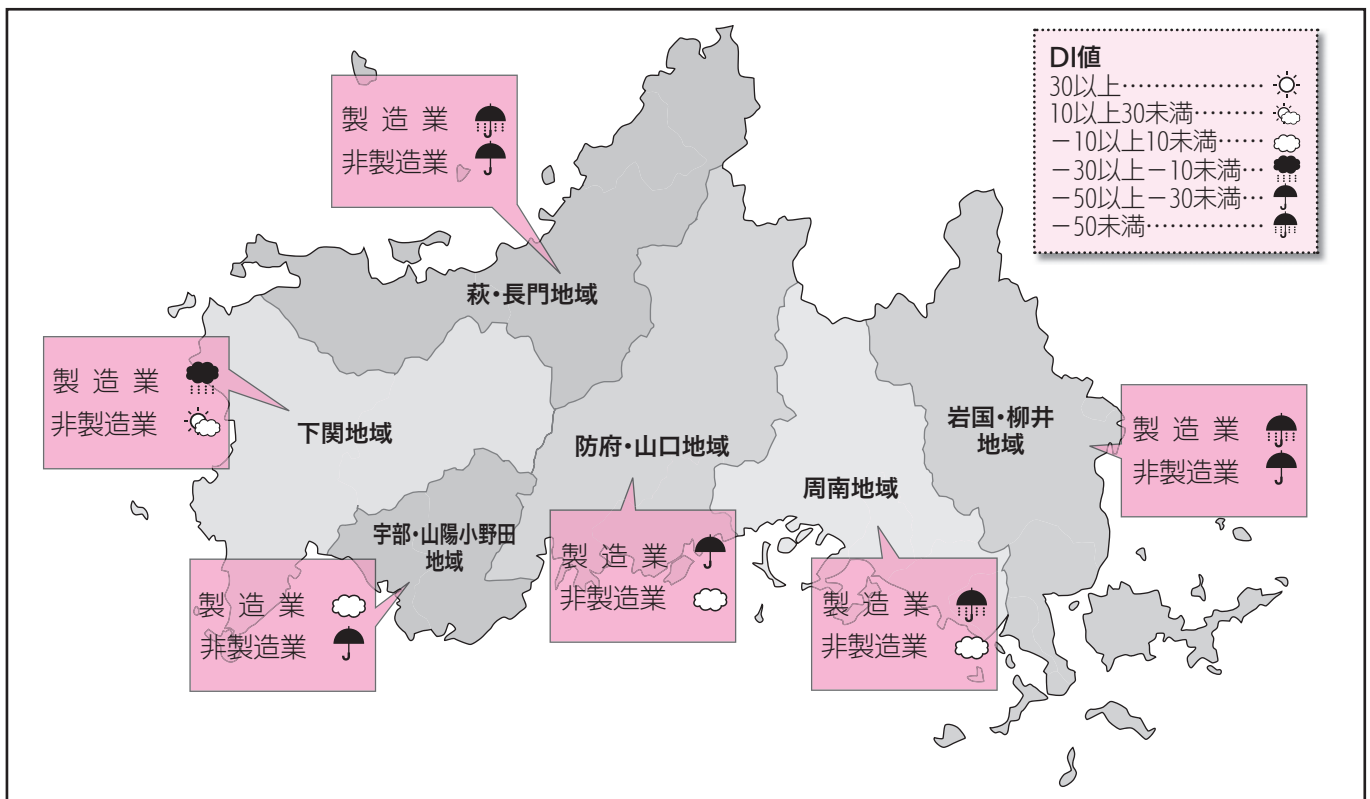 DI値
30以上………………
10以上30未満………
－10以上10未満……
－30以上－10未満…
－50以上－30未満…
－50未満……………
製造業
非製造業
萩・長門地域
製造業
非製造業
下関地域
岩国・柳井
地域
製造業
非製造業
防府・山口地域
周南地域
宇部・山陽小野田
地域
製造業
非製造業
製造業
非製造業
製造業
非製造業